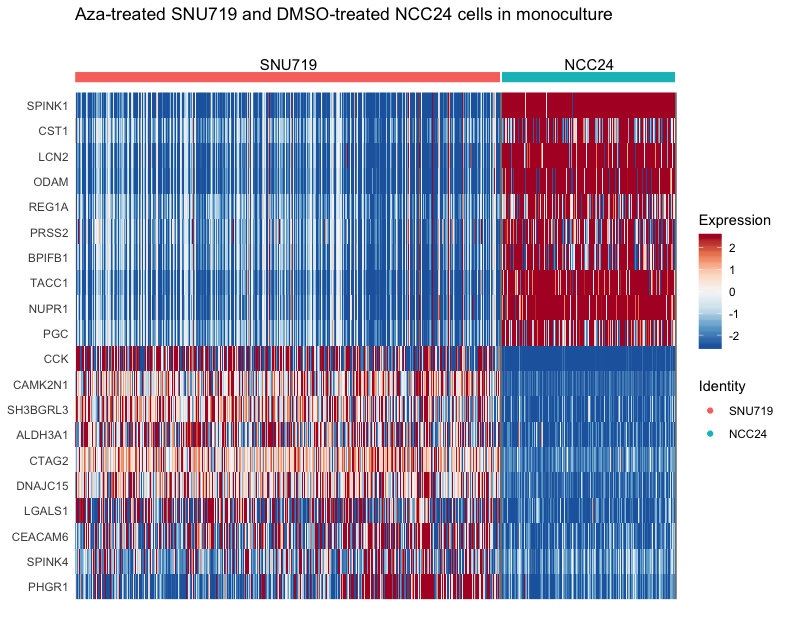 Aza-treated SNU719 and DMSO-treated NCC24 cells in monoculture
SNU719 NCC24
SPINK1
CST1
LCN2
ODAM
REG1A
PRSS2
BPIFB1
TACC1
NUPR1
PGC
CCK
CAMK2N1
SH3BGRL3
ALDH3A1
CTAG2
DNAJC15
LGALS1
CEACAM6
SPINK4
PHGR1
Expression
2
1
0
-1
-2
Identity
SNU719
NCC24